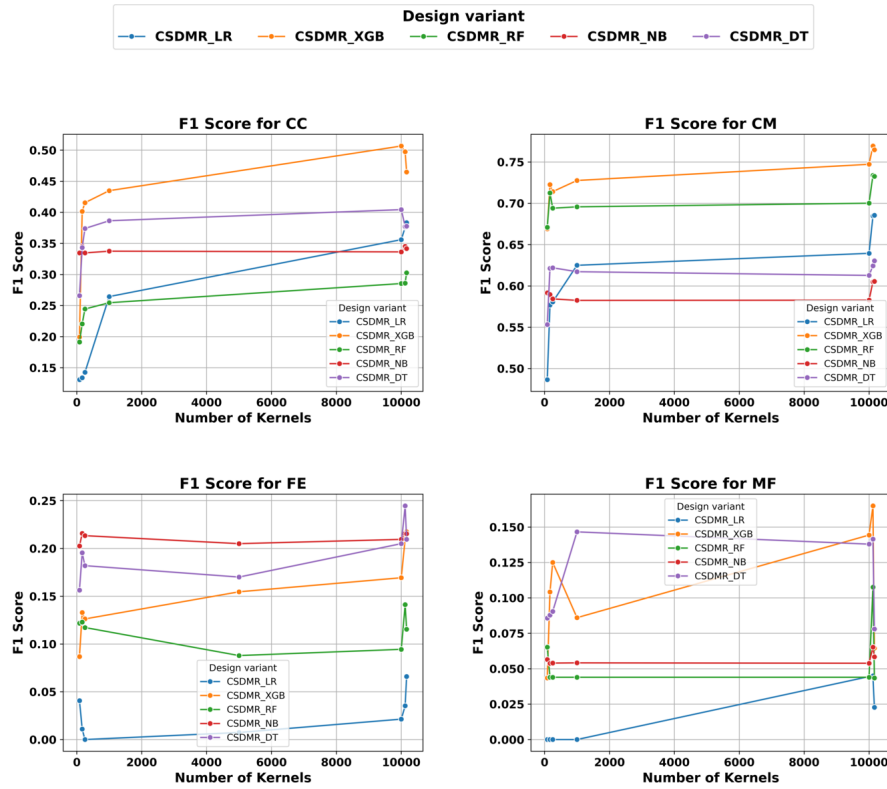 Design variant
CSDMR_LR CSDMR_XGB CSDMR_RF CSDMR_NB CSDMR_DT
F1 Score for CC
F1 Score
0.50
0.45
0.40
0.35
0.30
0.25
0.20
0.15
Design variant
CSDMR_LR
CSDMR_XGB
CSDMR_RF
CSDMR_NB
CSDMR_DT
0 2000 4000 6000 8000 10000
Number of Kernels
F1 Score for CM
F1 Score
0.75
0.70
0.65
0.60
0.55
0.50
Design variant
CSDMR_LR
CSDMR_XGB
CSDMR_RF
CSDMR_NB
CSDMR_DT
0 2000 4000 6000 8000 10000
Number of Kernels
F1 Score for FE
F1 Score
0.25
0.20
0.15
0.10
0.05
0.00
Design variant
CSDMR_LR
CSDMR_XGB
CSDMR_RF
CSDMR_NB
CSDMR_DT
0 2000 4000 6000 8000 10000
Number of Kernels
F1 Score for MF
F1 Score
0.150
0.125
0.100
0.075
0.050
0.025
0.000
Design variant
CSDMR_LR
CSDMR_XGB
CSDMR_RF
CSDMR_NB
CSDMR_DT
0 2000 4000 6000 8000 10000
Number of Kernels